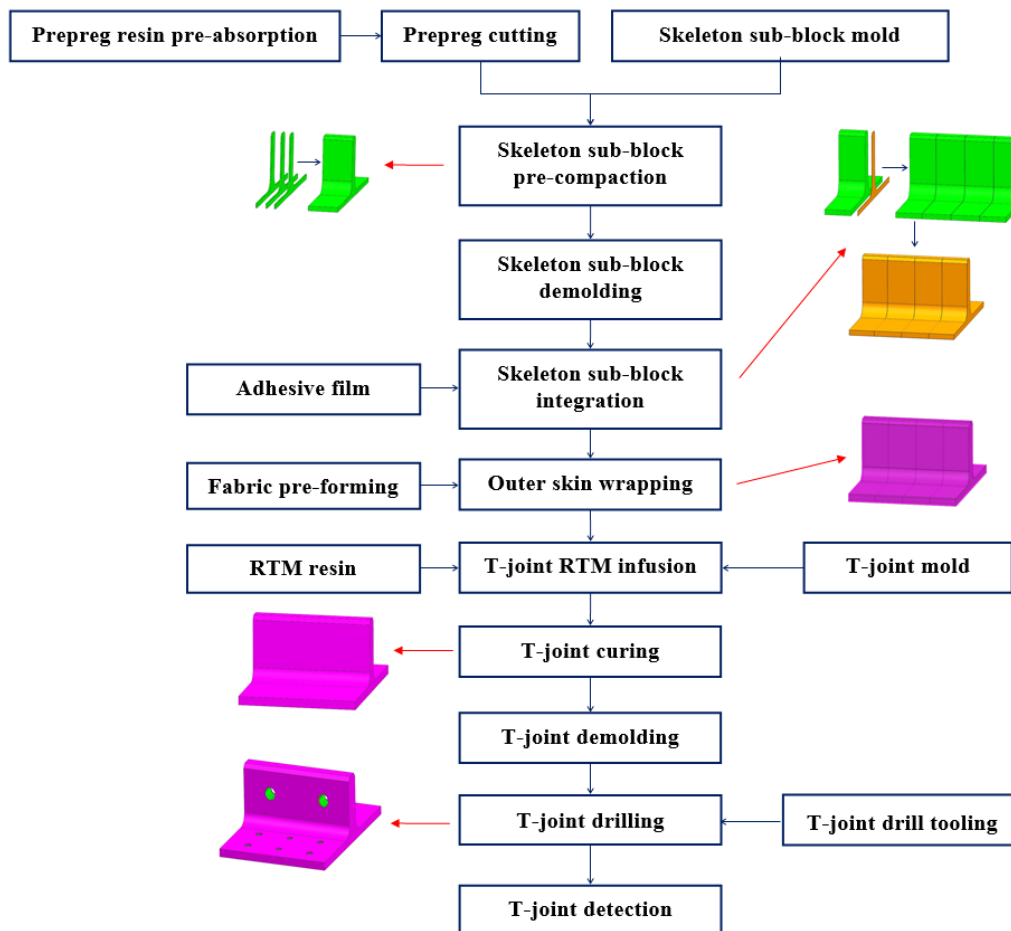 Prepreg resin pre-absorption
Prepreg cutting
Skeleton sub-block mold
Skeleton sub-block
pre-compaction
Skeleton sub-block
demolding
Adhesive film
Skeleton sub-block
integration
Fabric pre-forming
Outer skin wrapping
RTM resin
T-joint RTM infusion
T-joint mold
T-joint curing
T-joint demolding
T-joint drilling
T-joint drill tooling
T-joint detection